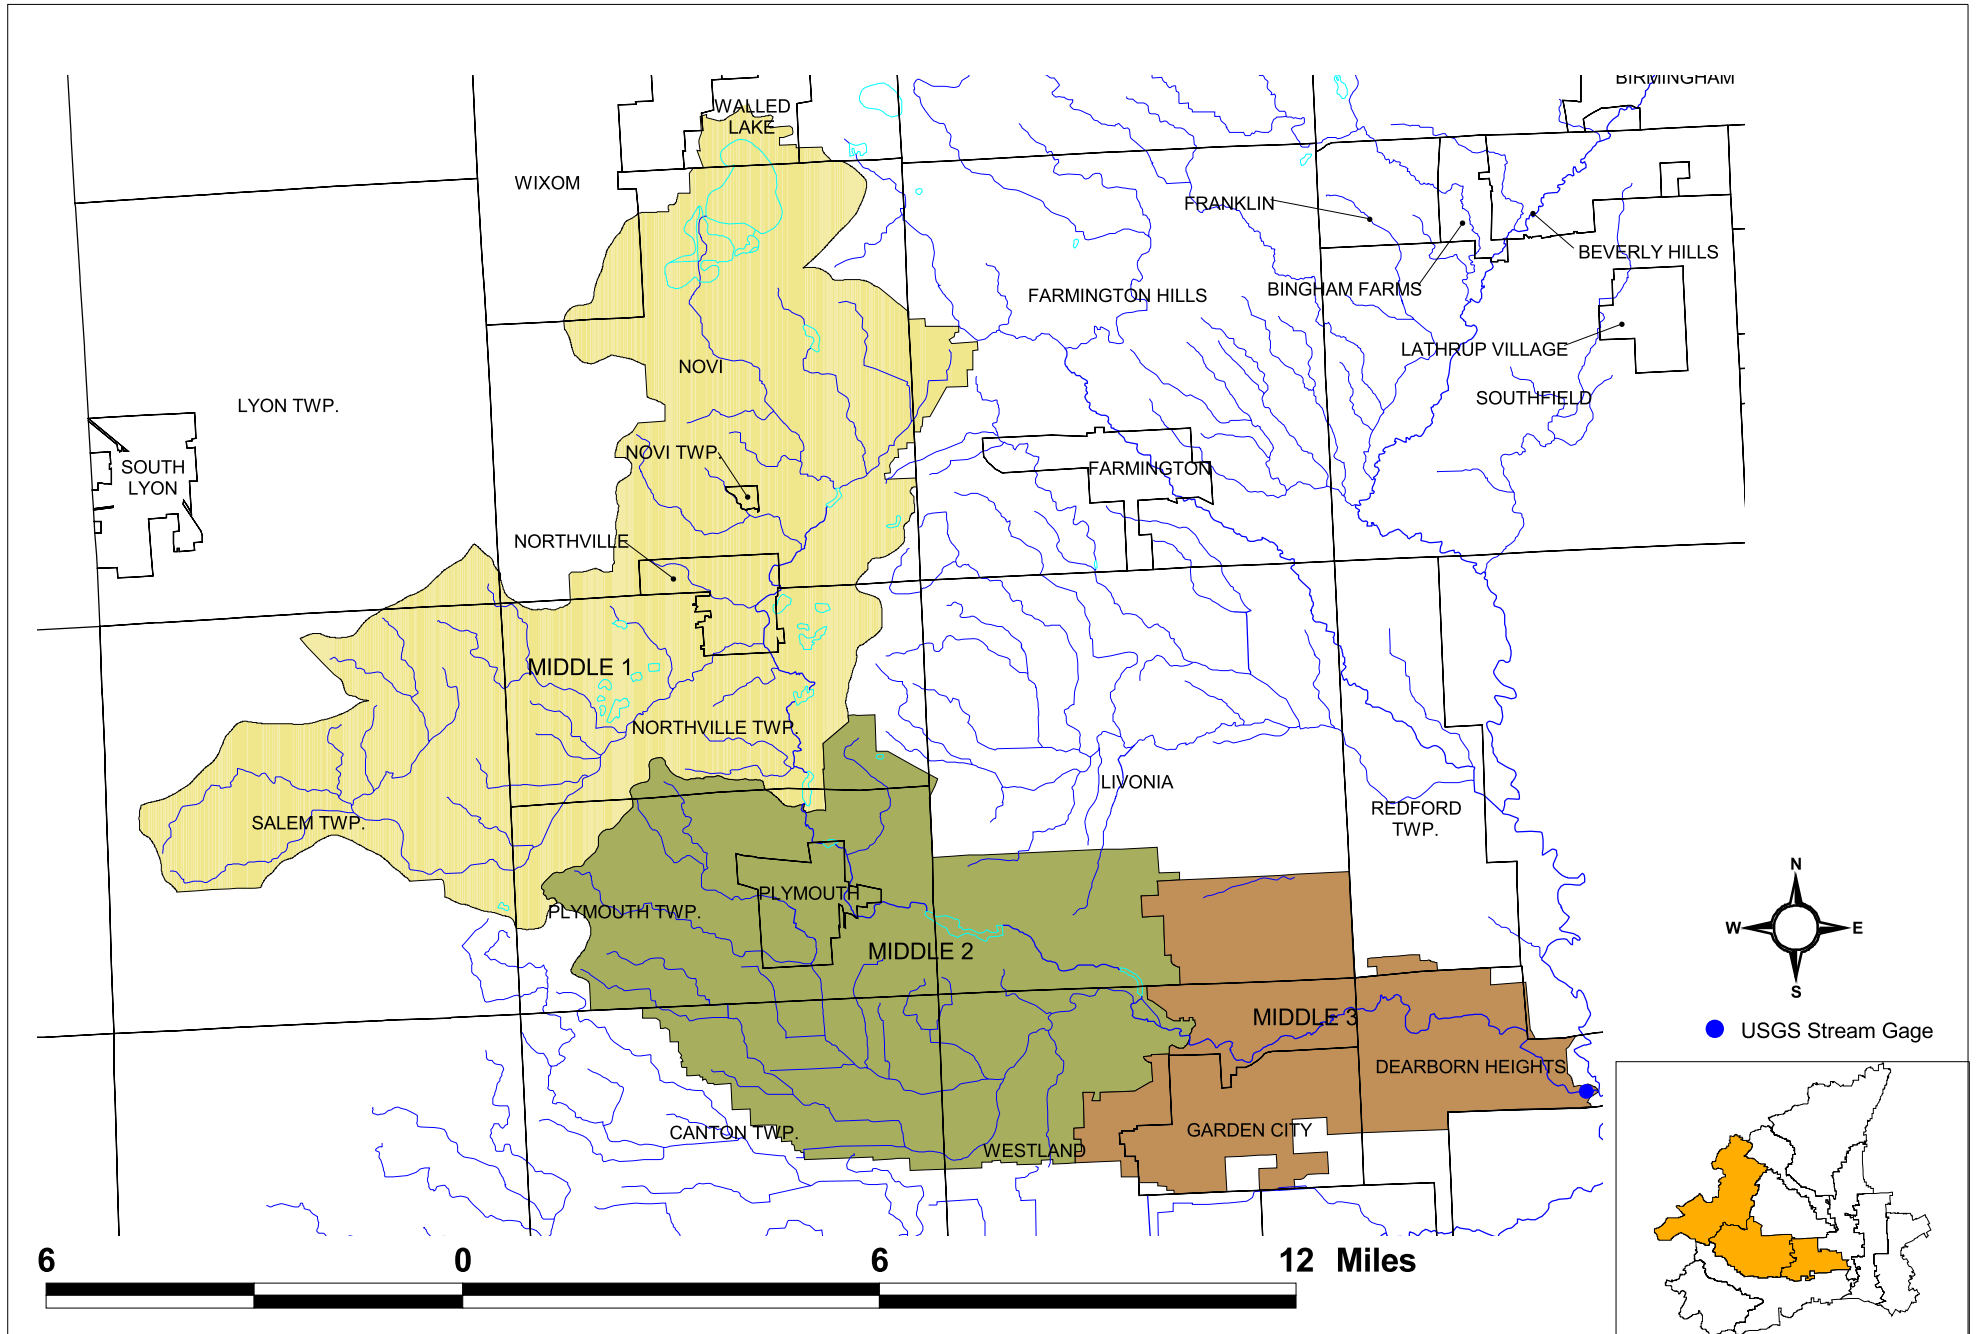 BIRMINGHAM
WALLED
LAKE
WIXOM
FRANKLIN
BEVERLY HILLS
BINGHAM FARMS
FARMINGTON HILLS
LATHRUP VILLAGE
NOVI
SOUTHFIELD
LYON TWP.
NOVI TWP.
SOUTH
LYON
FARMINGTON
NORTHVILLE
MIDDLE 1
NORTHVILLE TWP.
LIVONIA
REDFORD
TWP.
SALEM TWP.
PLYMOUTH
PLYMOUTH TWP.
MIDDLE 2
MIDDLE 3
DEARBORN HEIGHTS
CANTON TWP.
WESTLAND
GARDEN CITY
N
W E
S
USGS Stream Gage
6 0 6 12 Miles